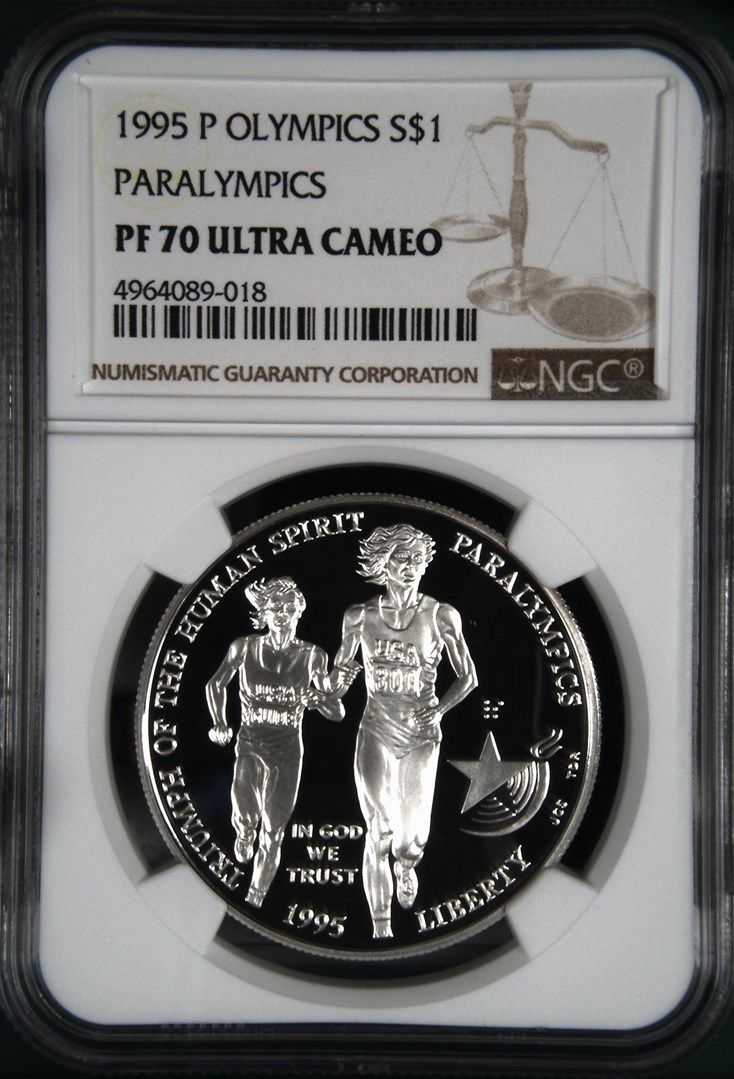 1995 P OLYMPICS S$1
PARALYMPICS
PF 70 ULTRA CAMEO
4964089-018
NUMISMATIC GUARANTY CORPORATION
NGC®
TRIUMPH OF THE HUMAN SPIRIT
PARALYMPICS
USA
GUIDE
IN GOD
WE
TRUST
1995
LIBERTY